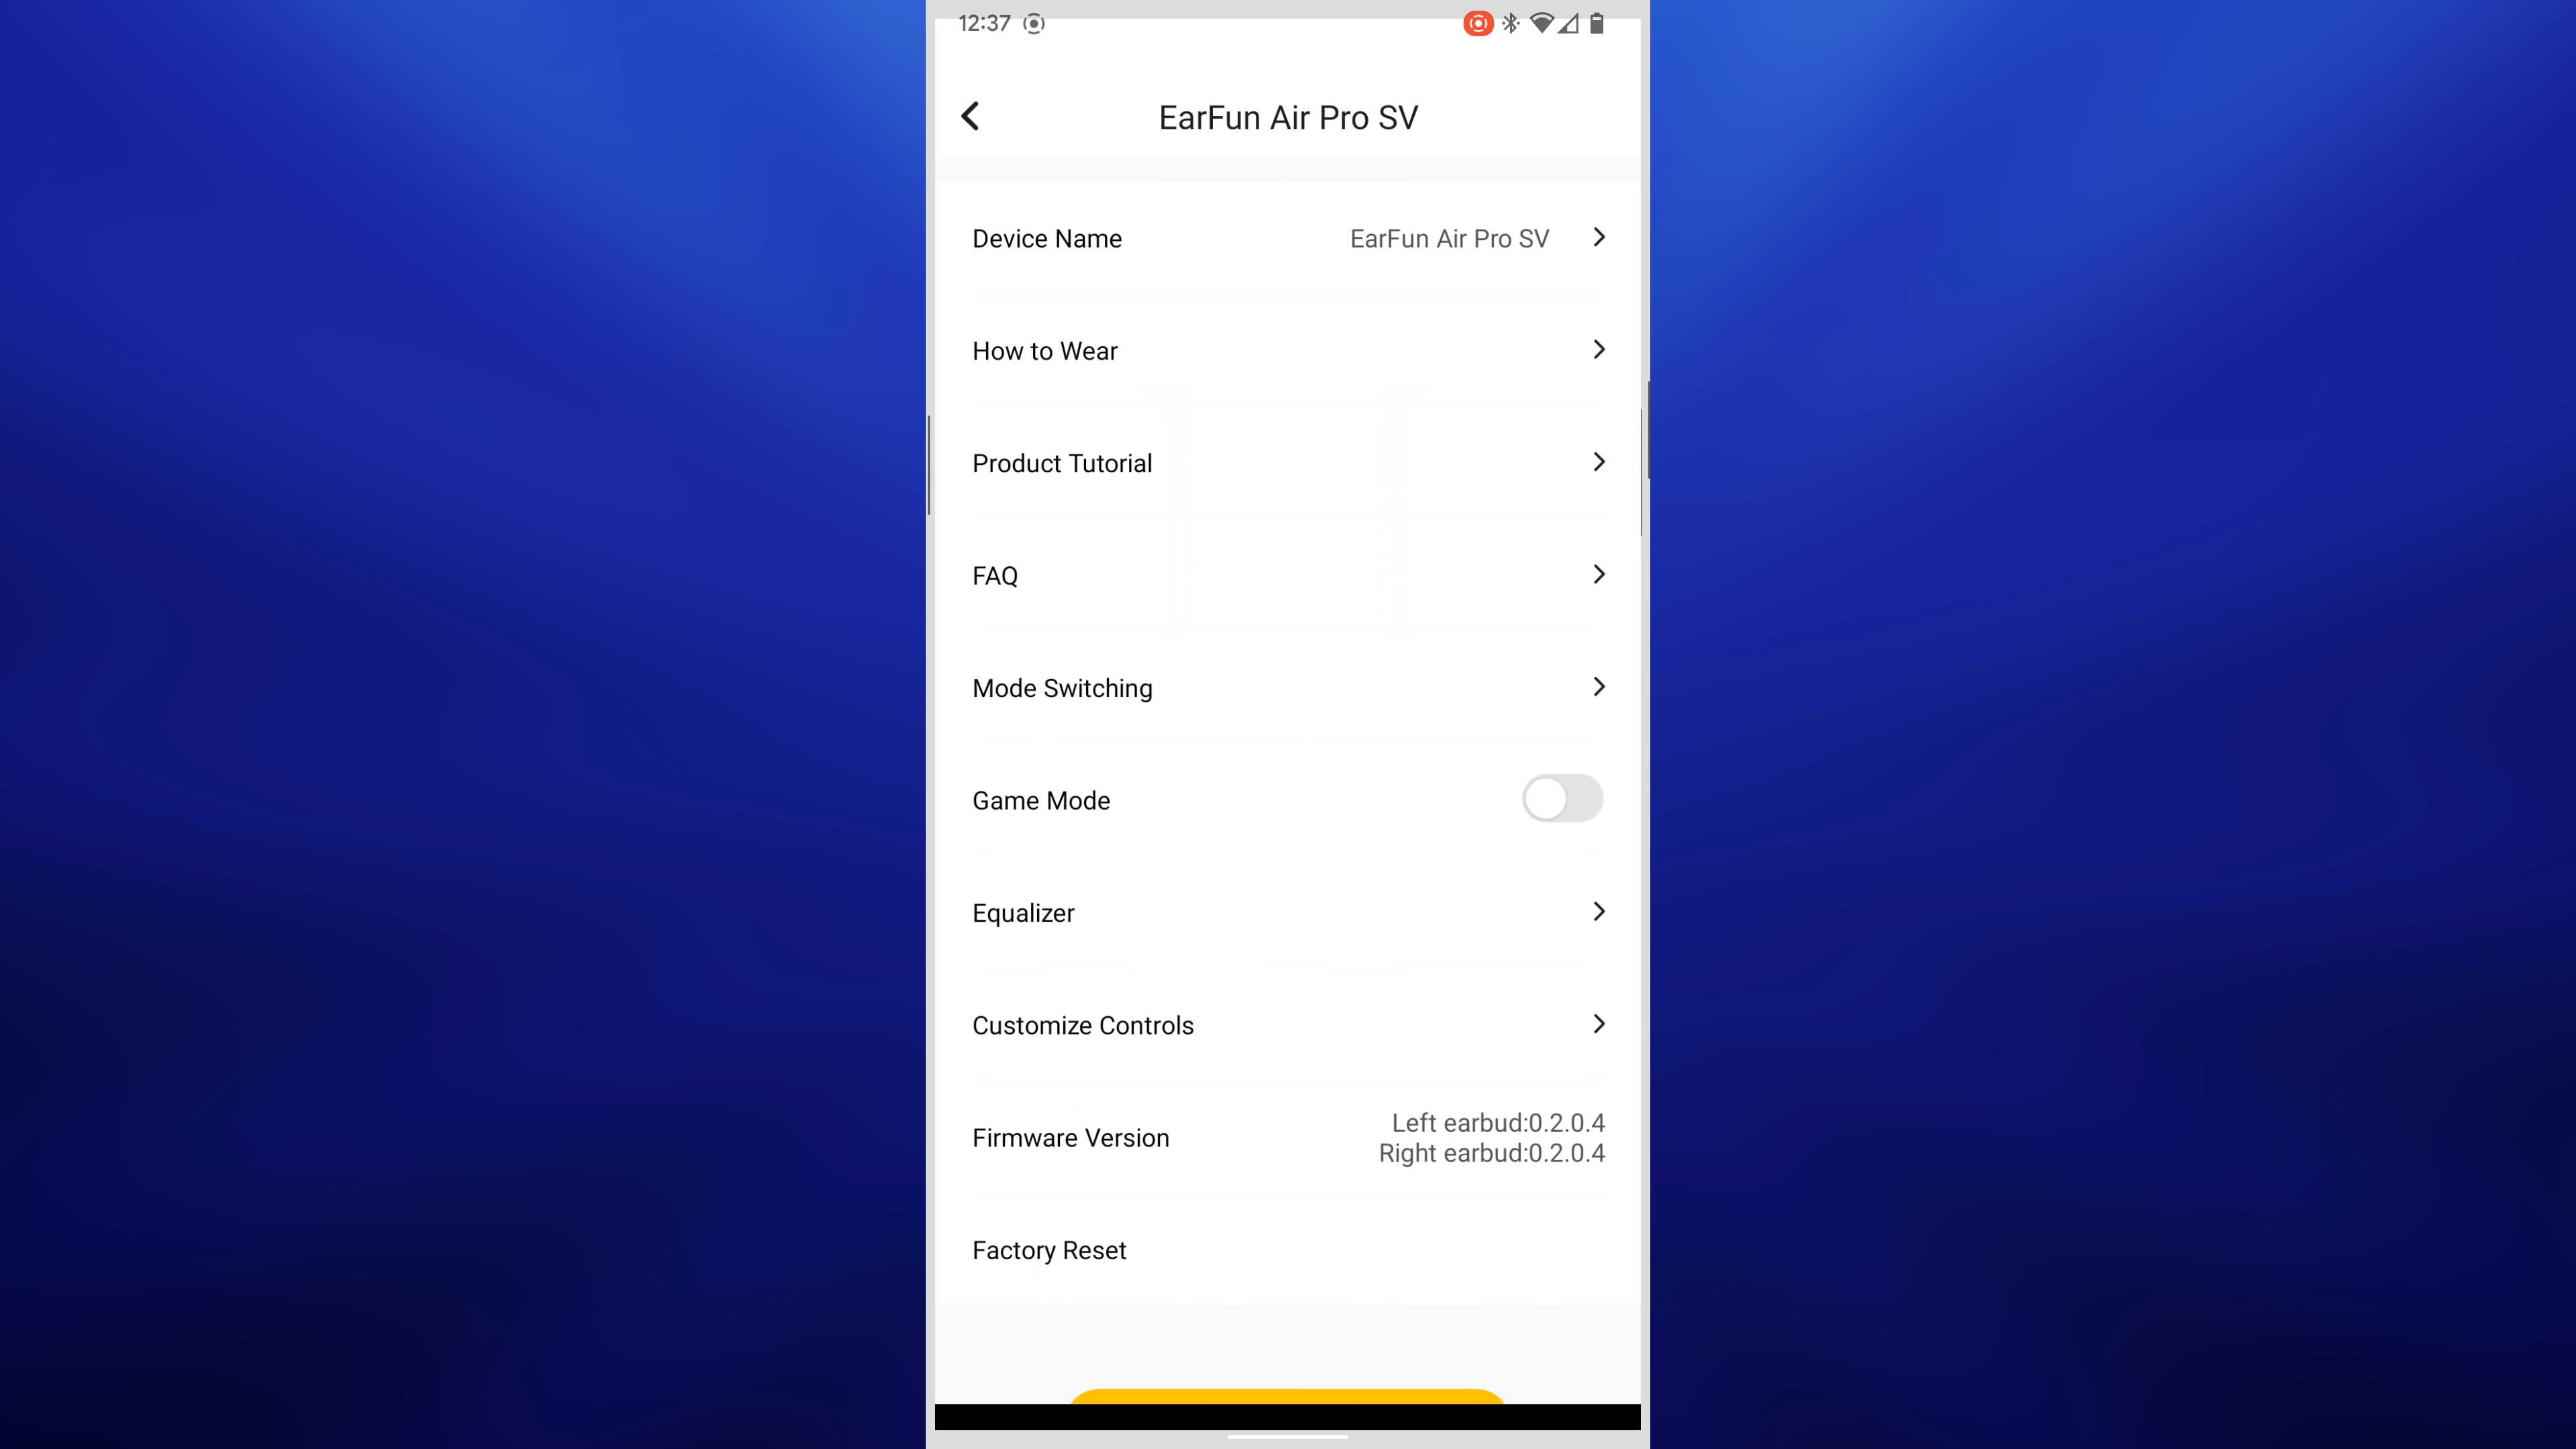 12:37
EarFun Air Pro SV
Device Name EarFun Air Pro SV
How to Wear
Product Tutorial
FAQ
Mode Switching
Game Mode
Equalizer
Customize Controls
Firmware Version
Left earbud:0.2.0.4
Right earbud:0.2.0.4
Factory Reset